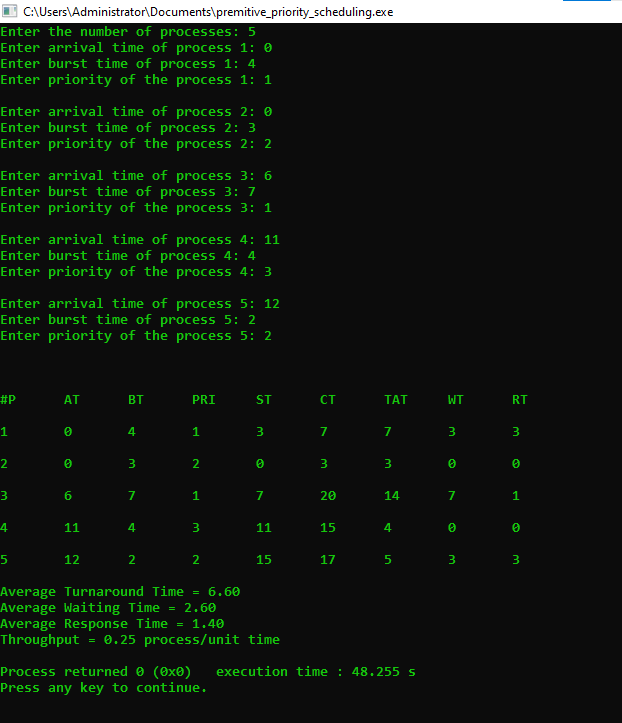 C:\Users\Administrator\Documents\premitive_priority_scheduling.exe
Enter the number of processes: 5
Enter arrival time of process 1: 0
Enter burst time of process 1: 4
Enter priority of the process 1: 1
Enter arrival time of process 2: 0
Enter burst time of process 2: 3
Enter priority of the process 2: 2
Enter arrival time of process 3: 6
Enter burst time of process 3: 7
Enter priority of the process 3: 1
Enter arrival time of process 4: 11
Enter burst time of process 4: 4
Enter priority of the process 4: 3
Enter arrival time of process 5: 12
Enter burst time of process 5: 2
Enter priority of the process 5: 2
#P AT BT PRI ST CT TAT WT RT
1 0 4 1 3 7 7 3 3
2 0 3 2 0 3 3 0 0
3 6 7 1 7 20 14 7 1
4 11 4 3 11 15 4 0 0
5 12 2 2 15 17 5 3 3
Average Turnaround Time = 6.60
Average Waiting Time = 2.60
Average Response Time = 1.40
Throughput = 0.25 process/unit time
Process returned 0 (0x0) execution time : 48.255 s
Press any key to continue.